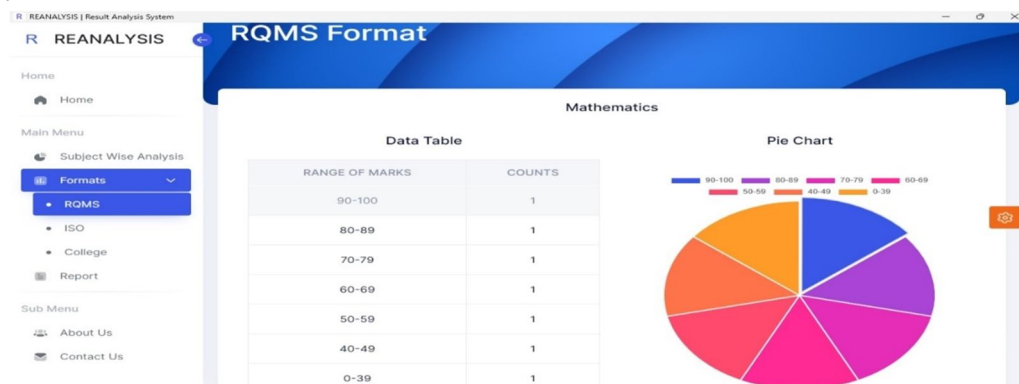 R REANALYSIS | Result Analysis System
R REANALYSIS
Home
Home
Main Menu
Subject Wise Analysis
Formats
RQMS
ISO
College
Report
Sub Menu
About Us
Contact Us
RQMS Format
Mathematics
Data Table
RANGE OF MARKS COUNTS
90-100 1
80-89 1
70-79 1
60-69 1
50-59 1
40-49 1
0-39 1
Pie Chart
90-100 80-89 70-79 60-69
50-59 40-49 0-39